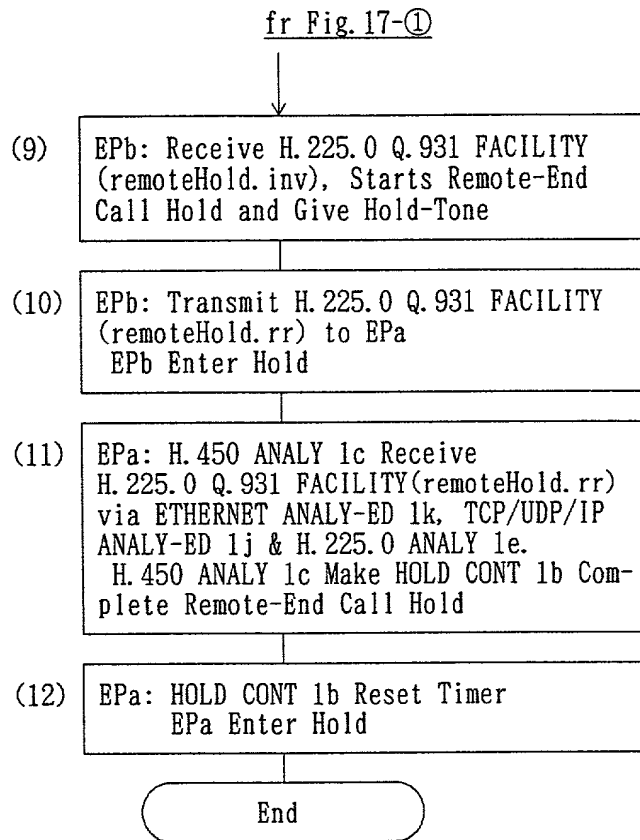 fr Fig. 17-①
(9) EPb: Receive H.225.0 Q.931 FACILITY
(remoteHold.inv), Starts Remote-End
Call Hold and Give Hold-Tone
(10) EPb: Transmit H.225.0 Q.931 FACILITY
(remoteHold.rr) to EPa
EPb Enter Hold
(11) EPa: H.450 ANALY 1c Receive
H.225.0 Q.931 FACILITY(remoteHold.rr)
via ETHERNET ANALY-ED 1k, TCP/UDP/IP
ANALY-ED 1j & H.225.0 ANALY 1e.
H.450 ANALY 1c Make HOLD CONT 1b Com-
plete Remote-End Call Hold
(12) EPa: HOLD CONT 1b Reset Timer
EPa Enter Hold
End